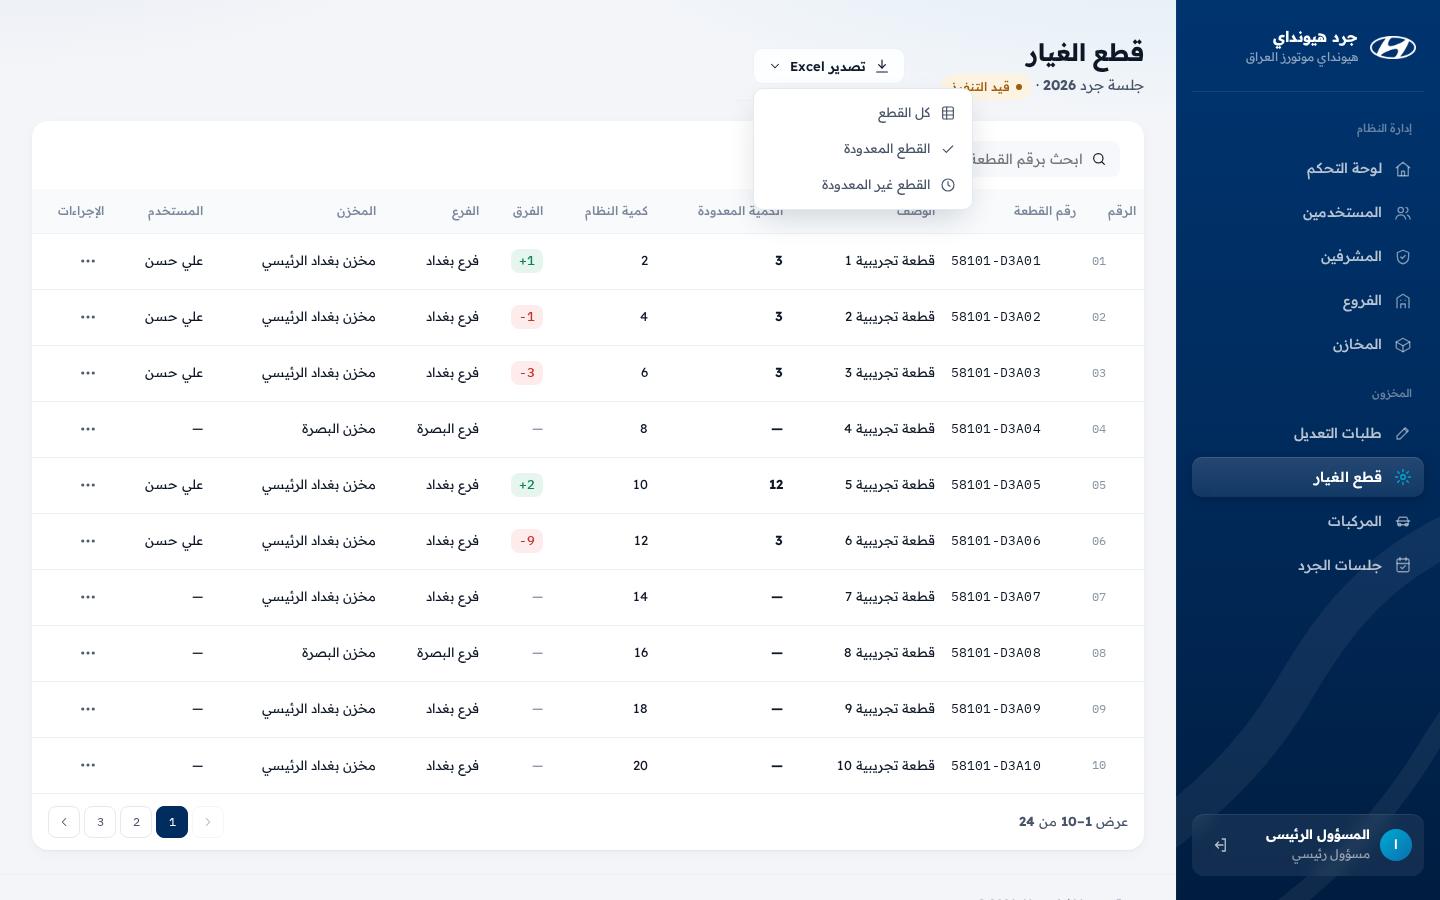 جرد هيونداي
هيونداي موتورز العراق
إدارة النظام
لوحة التحكم
المستخدمين
المشرفين
الفروع
المخازن
المخزون
طلبات التعديل
قطع الغيار
المركبات
جلسات الجرد
ا
المسؤول الرئيسي
مسؤول رئيسي
قطع الغيار
جلسة جرد 2026 · قيد التنفيذ
تصدير Excel
كل القطع
القطع المعدودة
القطع غير المعدودة
ابحث برقم القطعة
الرقم رقم القطعة الوصف الكمية المعدودة كمية النظام الفرق الفرع المخزن المستخدم الإجراءات
01 58101-D3A01 قطعة تجريبية 1 3 2 +1 فرع بغداد مخزن بغداد الرئيسي علي حسن
02 58101-D3A02 قطعة تجريبية 2 3 4 -1 فرع بغداد مخزن بغداد الرئيسي علي حسن
03 58101-D3A03 قطعة تجريبية 3 3 6 -3 فرع بغداد مخزن بغداد الرئيسي علي حسن
04 58101-D3A04 قطعة تجريبية 4 — 8 — فرع البصرة مخزن البصرة —
05 58101-D3A05 قطعة تجريبية 5 12 10 +2 فرع بغداد مخزن بغداد الرئيسي علي حسن
06 58101-D3A06 قطعة تجريبية 6 3 12 -9 فرع بغداد مخزن بغداد الرئيسي علي حسن
07 58101-D3A07 قطعة تجريبية 7 — 14 — فرع بغداد مخزن بغداد الرئيسي —
08 58101-D3A08 قطعة تجريبية 8 — 16 — فرع البصرة مخزن البصرة —
09 58101-D3A09 قطعة تجريبية 9 — 18 — فرع بغداد مخزن بغداد الرئيسي —
10 58101-D3A10 قطعة تجريبية 10 — 20 — فرع بغداد مخزن بغداد الرئيسي —
عرض 1–10 من 24
1 2 3